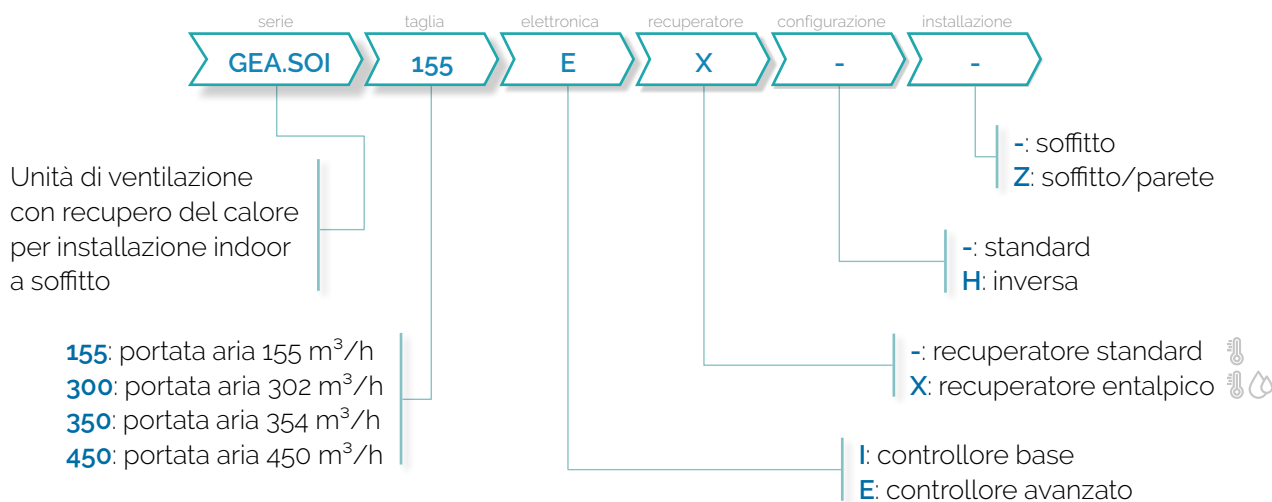 serie
taglia
elettronica
recuperatore
configurazione
installazione
GEA.SOI
155
E
X
-
-
-: soffitto
Z: soffitto/parete
Unità di ventilazione
con recupero del calore
per installazione indoor
a soffitto
-: standard
H: inversa
155: portata aria 155 m³/h
300: portata aria 302 m³/h
350: portata aria 354 m³/h
450: portata aria 450 m³/h
-: recuperatore standard
X: recuperatore entalpico
I: controllore base
E: controllore avanzato